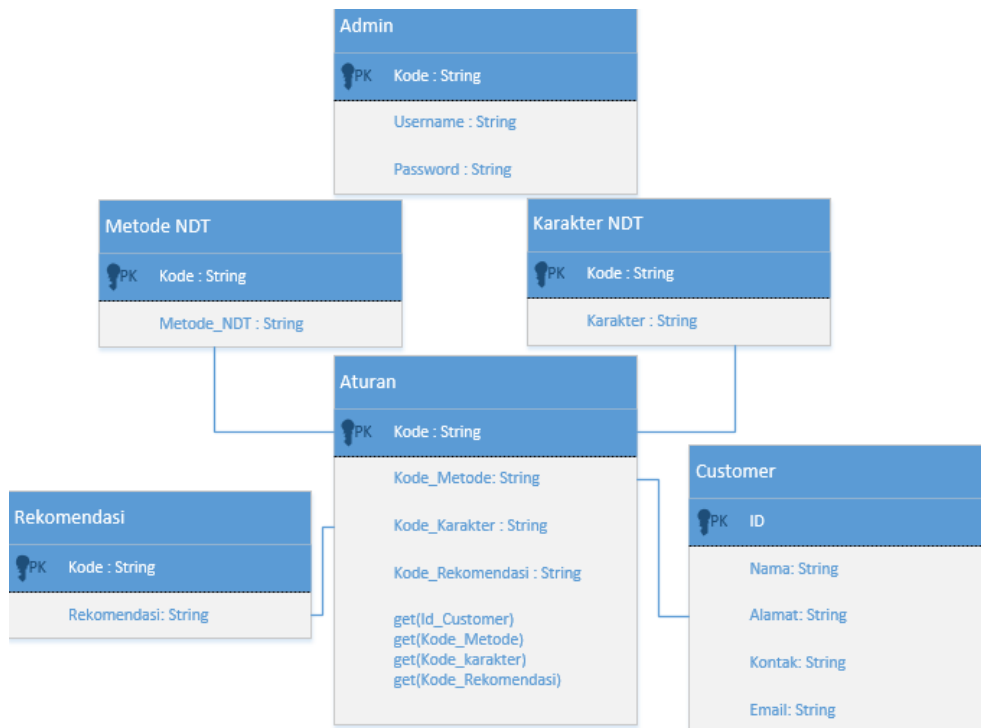 Admin
PK Kode : String
Username : String
Password : String
Metode NDT
PK Kode : String
Metode_NDT : String
Karakter NDT
PK Kode : String
Karakter : String
Aturan
PK Kode : String
Kode_Metode: String
Kode_Karakter : String
Kode_Rekomendasi : String
get(Id_Customer)
get(Kode_Metode)
get(Kode_karakter)
get(Kode_Rekomendasi)
Rekomendasi
PK Kode : String
Rekomendasi: String
Customer
PK ID
Nama: String
Alamat: String
Kontak: String
Email: String